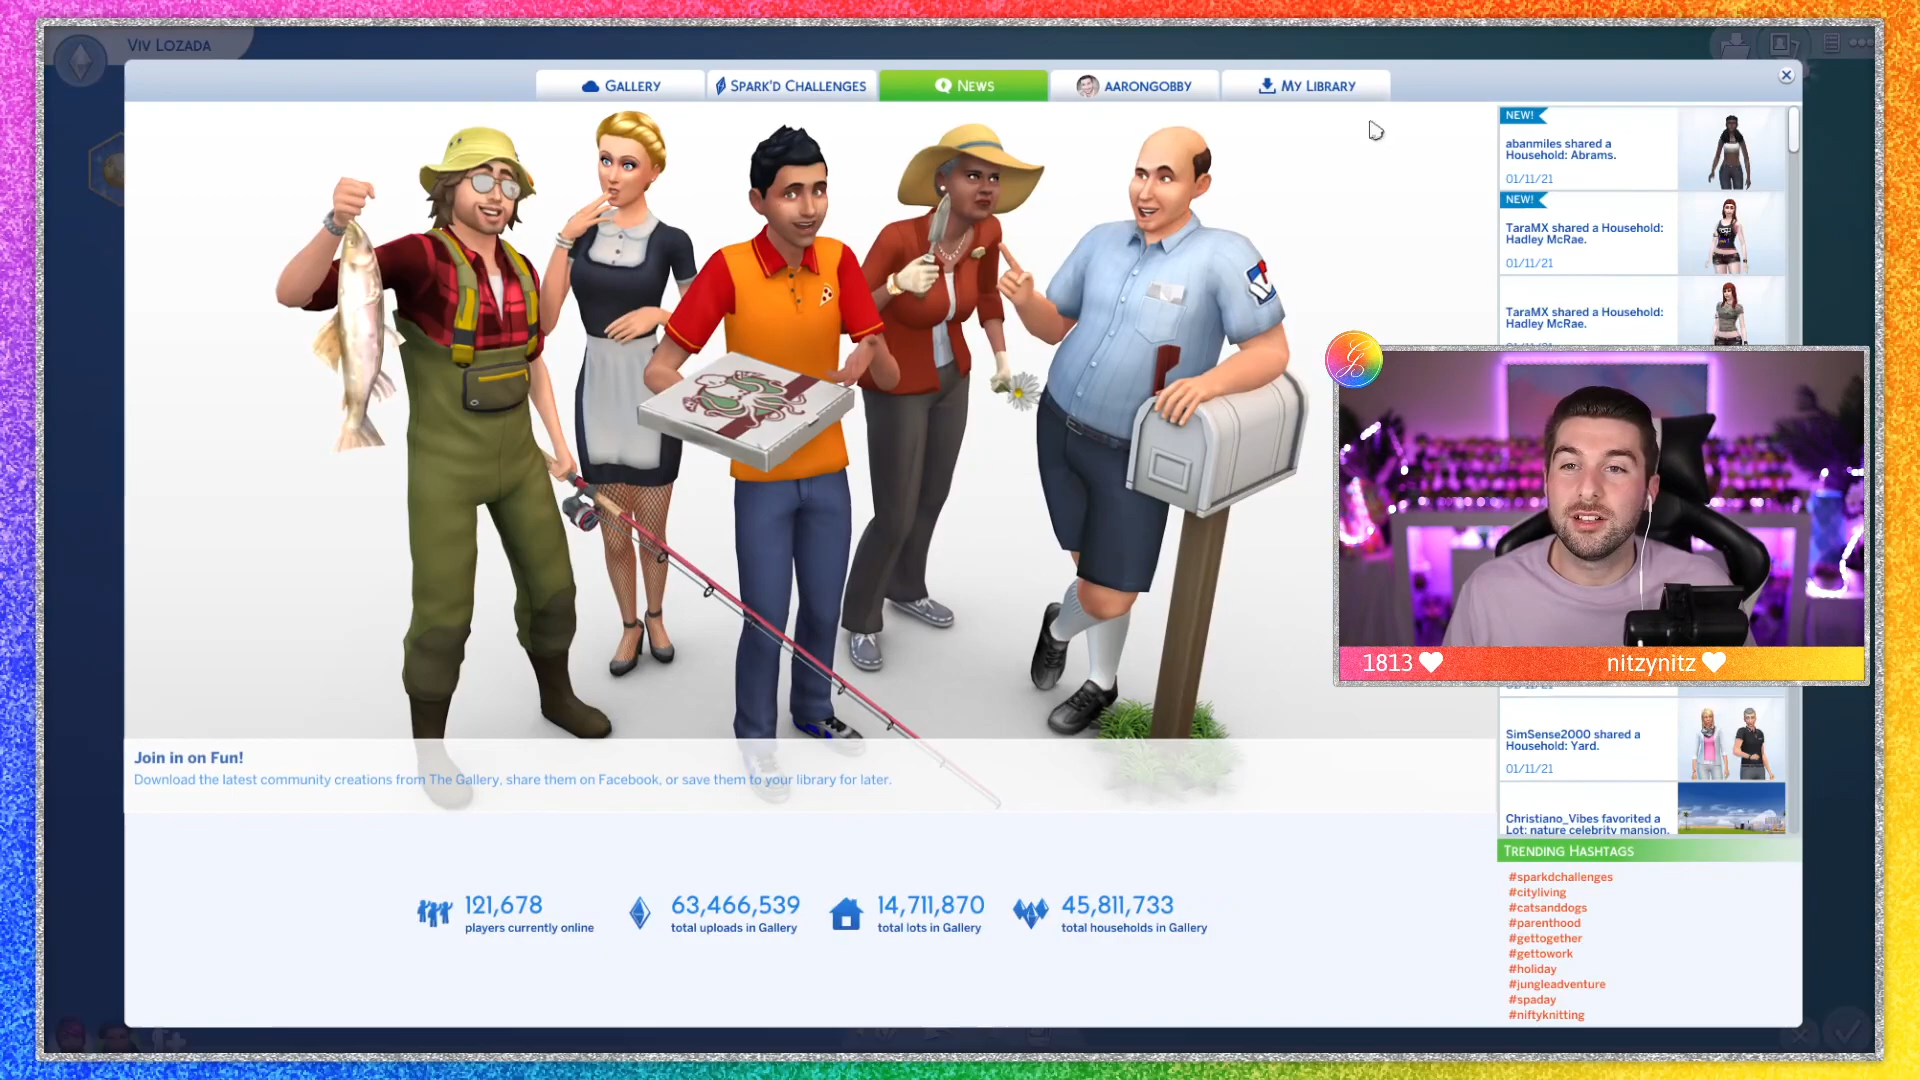 VIV LOZADA
GALLERY
SPARK'D CHALLENGES
NEWS
AARONGOBBY
MY LIBRARY
NEW!
abanmiles shared a
Household: Abrams.
01/11/21
NEW!
TaraMX shared a Household:
Hadley McRae.
01/11/21
TaraMX shared a Household:
Hadley McRae.
1813
nitzynitz
SimSense2000 shared a
Household: Yard.
01/11/21
Christiano_Vibes favorited a
Lot: nature celebrity mansion.
Join in on Fun!
Download the latest community creations from The Gallery, share them on Facebook, or save them to your library for later.
121,678
players currently online
63,466,539
total uploads in Gallery
14,711,870
total lots in Gallery
45,811,733
total households in Gallery
TRENDING HASHTAGS
#sparkdchallenges
#cityliving
#catsanddogs
#parenthood
#gettogether
#gettowork
#holiday
#jungleadventure
#spaday
#niftyknitting